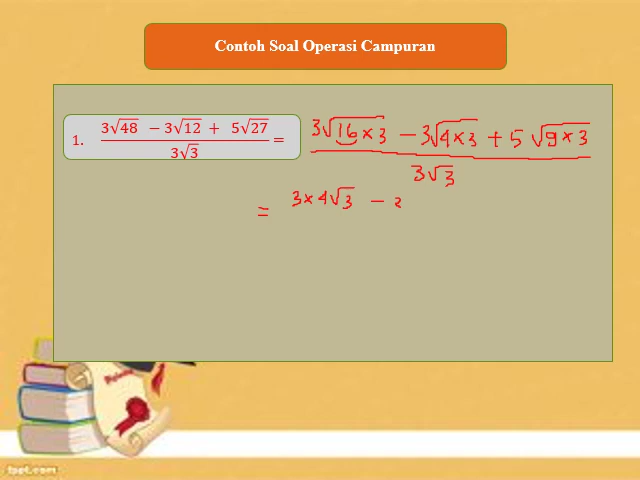 Contoh Soal Operasi Campuran
1. (3√48 − 3√12 + 5√27)/(3√3) =
(3√(16×3) − 3√(4×3) + 5√(9×3))/(3√3)
= 3×4√3 −
fppt.com